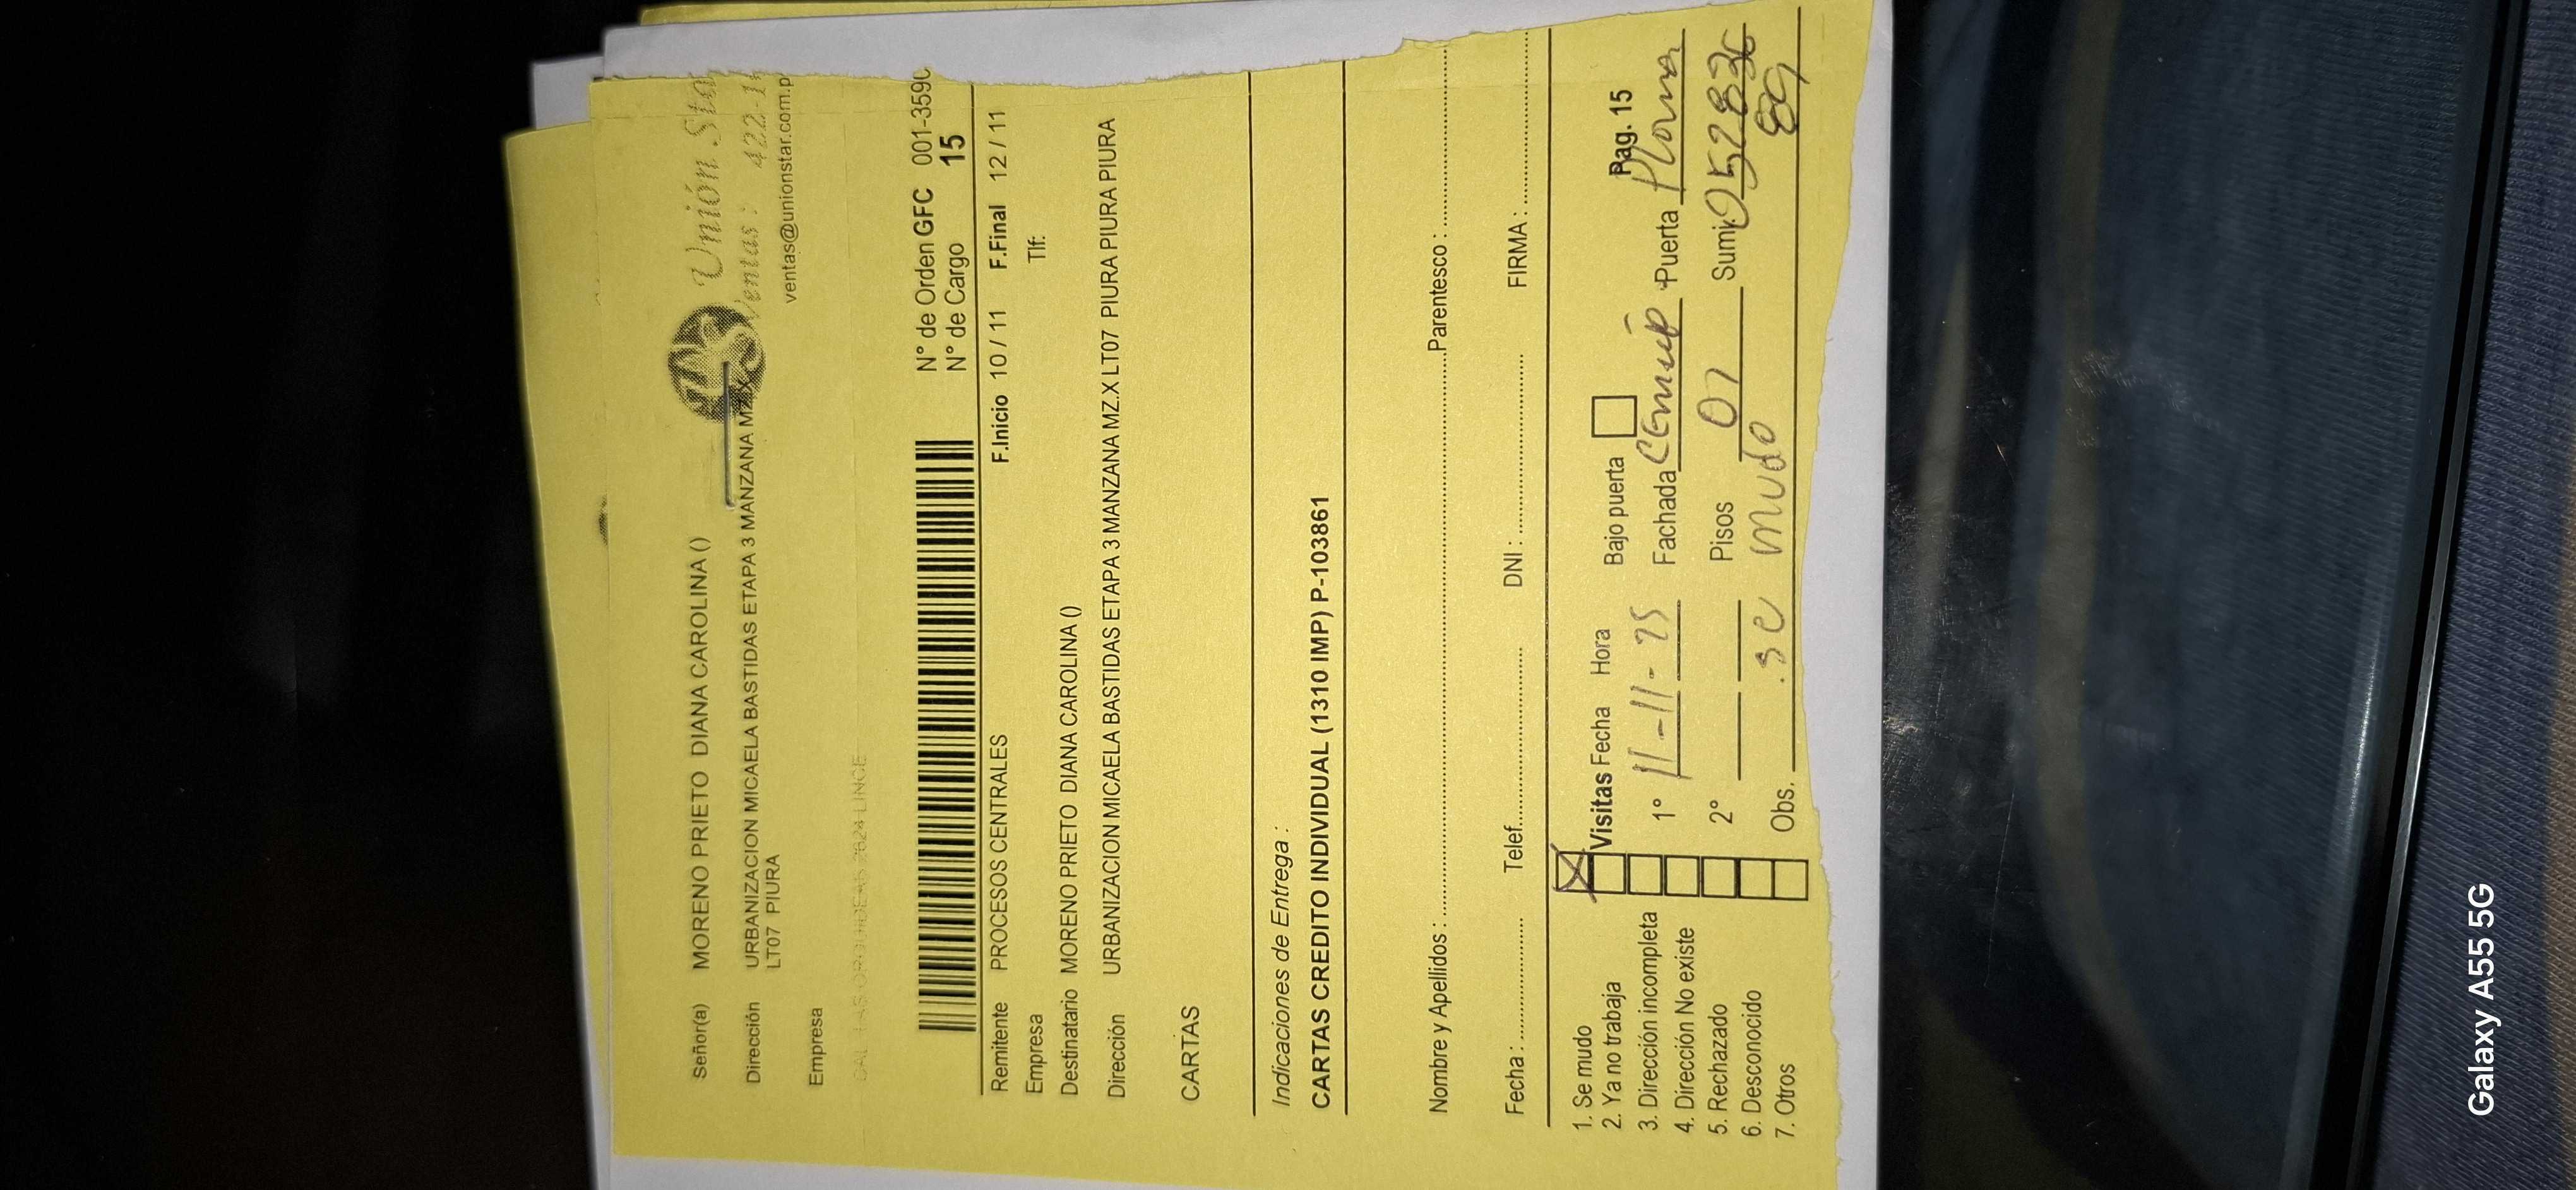 Unión Sta
Ventas : 422-1
ventas@unionstar.com.p
Señor(a) MORENO PRIETO DIANA CAROLINA ()
Dirección URBANIZACION MICAELA BASTIDAS ETAPA 3 MANZANA MZ.X
LT07 PIURA
Empresa
N° de Orden GFC 001-3590
N° de Cargo 15
Remitente PROCESOS CENTRALES F.Inicio 10 / 11 F.Final 12 / 11
Empresa Tlf:
Destinatario MORENO PRIETO DIANA CAROLINA ()
Dirección URBANIZACION MICAELA BASTIDAS ETAPA 3 MANZANA MZ.X LT07 PIURA PIURA PIURA
CARTAS
Indicaciones de Entrega :
CARTAS CREDITO INDIVIDUAL (1310 IMP) P-103861
Nombre y Apellidos : Parentesco :
Fecha : Telef. DNI : FIRMA :
1. Se mudo
2. Ya no trabaja Visitas Fecha Hora Bajo puerta Pag. 15
3. Dirección incompleta 1° 11-11-25 Fachada Puerta
4. Dirección No existe
5. Rechazado 2° Pisos 01 Sumi.
6. Desconocido
7. Otros Obs. se mudo
Galaxy A55 5G